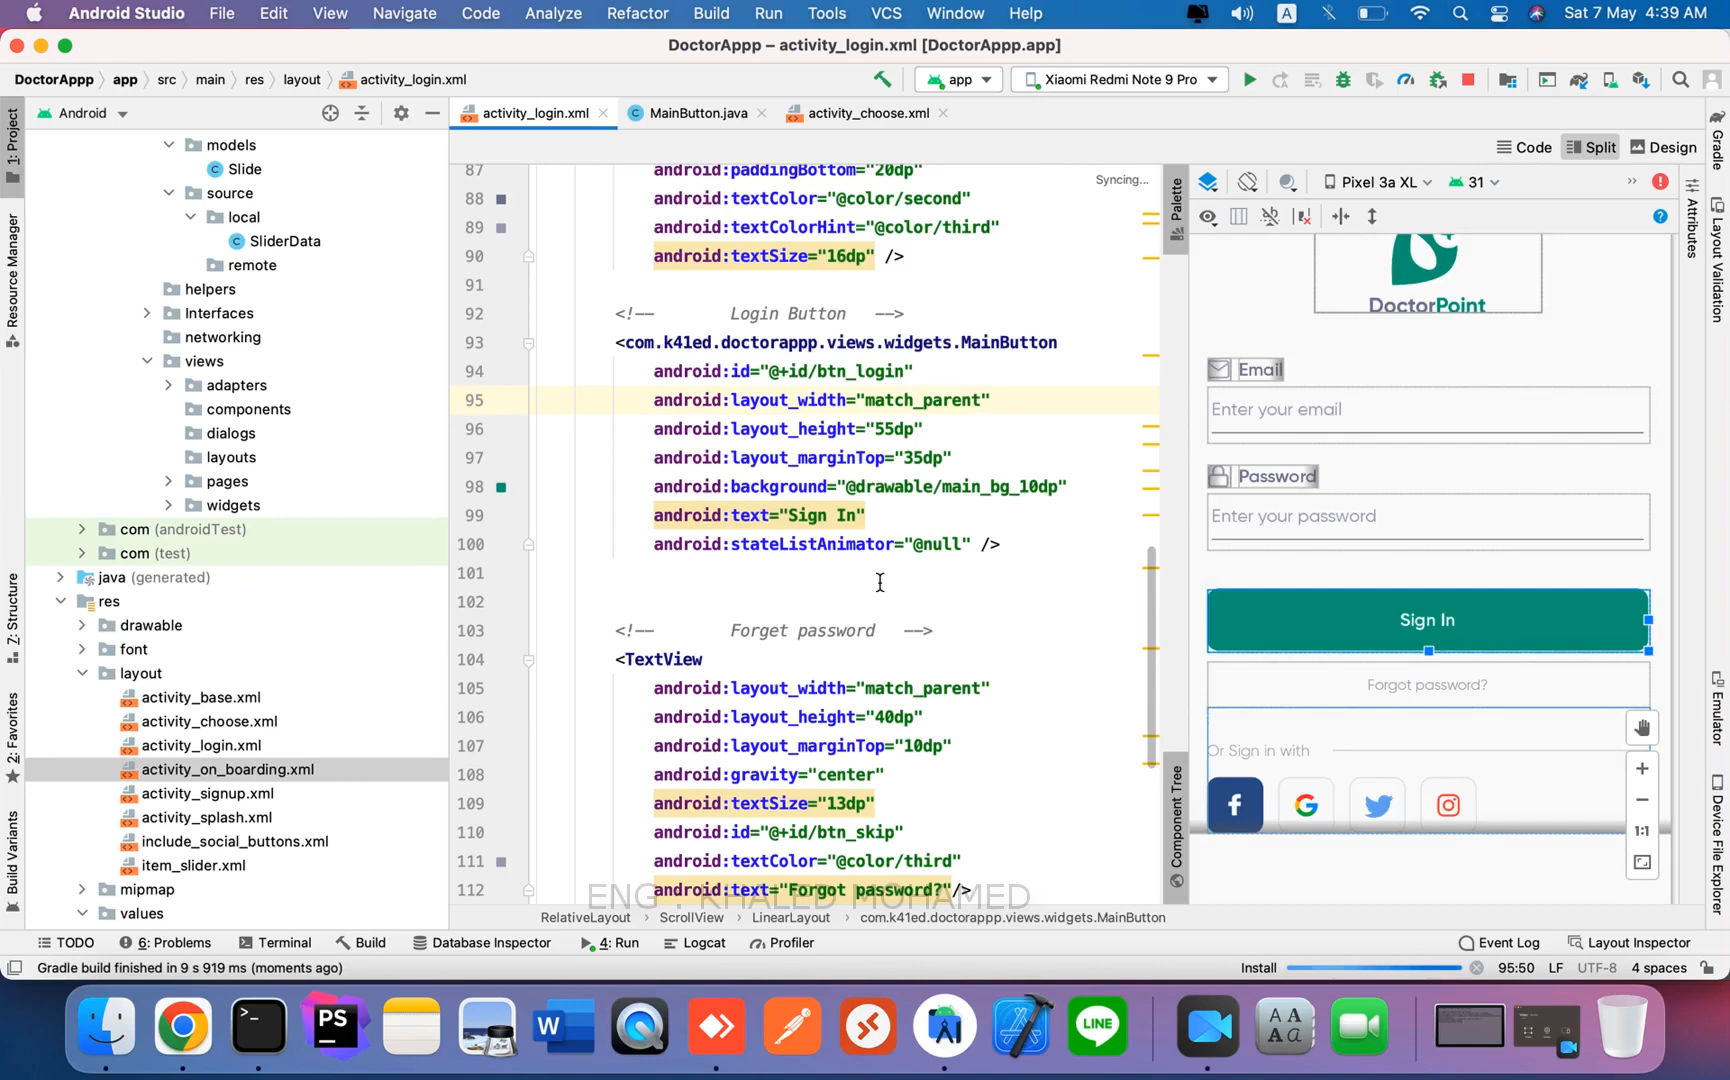 Android Studio File Edit View Navigate Code Analyze Refactor Build Run Tools VCS Window Help A Sat 7 May 4:39 AM
DoctorAppp – activity_login.xml [DoctorAppp.app]
DoctorAppp app src main res layout activity_login.xml app Xiaomi Redmi Note 9 Pro
Android activity_login.xml MainButton.java activity_choose.xml
Code Split Design
1: Project
Resource Manager
7: Structure
2: Favorites
Build Variants
models
Slide
source
local
SliderData
remote
helpers
Interfaces
networking
views
adapters
components
dialogs
layouts
pages
widgets
com (androidTest)
com (test)
java (generated)
res
drawable
font
layout
activity_base.xml
activity_choose.xml
activity_login.xml
activity_on_boarding.xml
activity_signup.xml
activity_splash.xml
include_social_buttons.xml
item_slider.xml
mipmap
values
Syncing...
87 android:paddingBottom="20dp"
88 android:textColor="@color/second"
89 android:textColorHint="@color/third"
90 android:textSize="16dp" />
91
92 <!-- Login Button -->
93 <com.k41ed.doctorappp.views.widgets.MainButton
94 android:id="@+id/btn_login"
95 android:layout_width="match_parent"
96 android:layout_height="55dp"
97 android:layout_marginTop="35dp"
98 android:background="@drawable/main_bg_10dp"
99 android:text="Sign In"
100 android:stateListAnimator="@null" />
101
102
103 <!-- Forget password -->
104 <TextView
105 android:layout_width="match_parent"
106 android:layout_height="40dp"
107 android:layout_marginTop="10dp"
108 android:gravity="center"
109 android:textSize="13dp"
110 android:id="@+id/btn_skip"
111 android:textColor="@color/third"
112 android:text="Forgot password?"/>
ENG : KHALED MOHAMED
RelativeLayout ScrollView LinearLayout com.k41ed.doctorappp.views.widgets.MainButton
Palette
Component Tree
Pixel 3a XL 31
DoctorPoint
Email
Enter your email
Password
Enter your password
Sign In
Forgot password?
Or Sign in with
1:1
Attributes
Gradle
Layout Validation
Emulator
Device File Explorer
TODO 6: Problems Terminal Build Database Inspector 4: Run Logcat Profiler Event Log Layout Inspector
Gradle build finished in 9 s 919 ms (moments ago) Install 95:50 LF UTF-8 4 spaces
PS
W
LINE
A A
A a